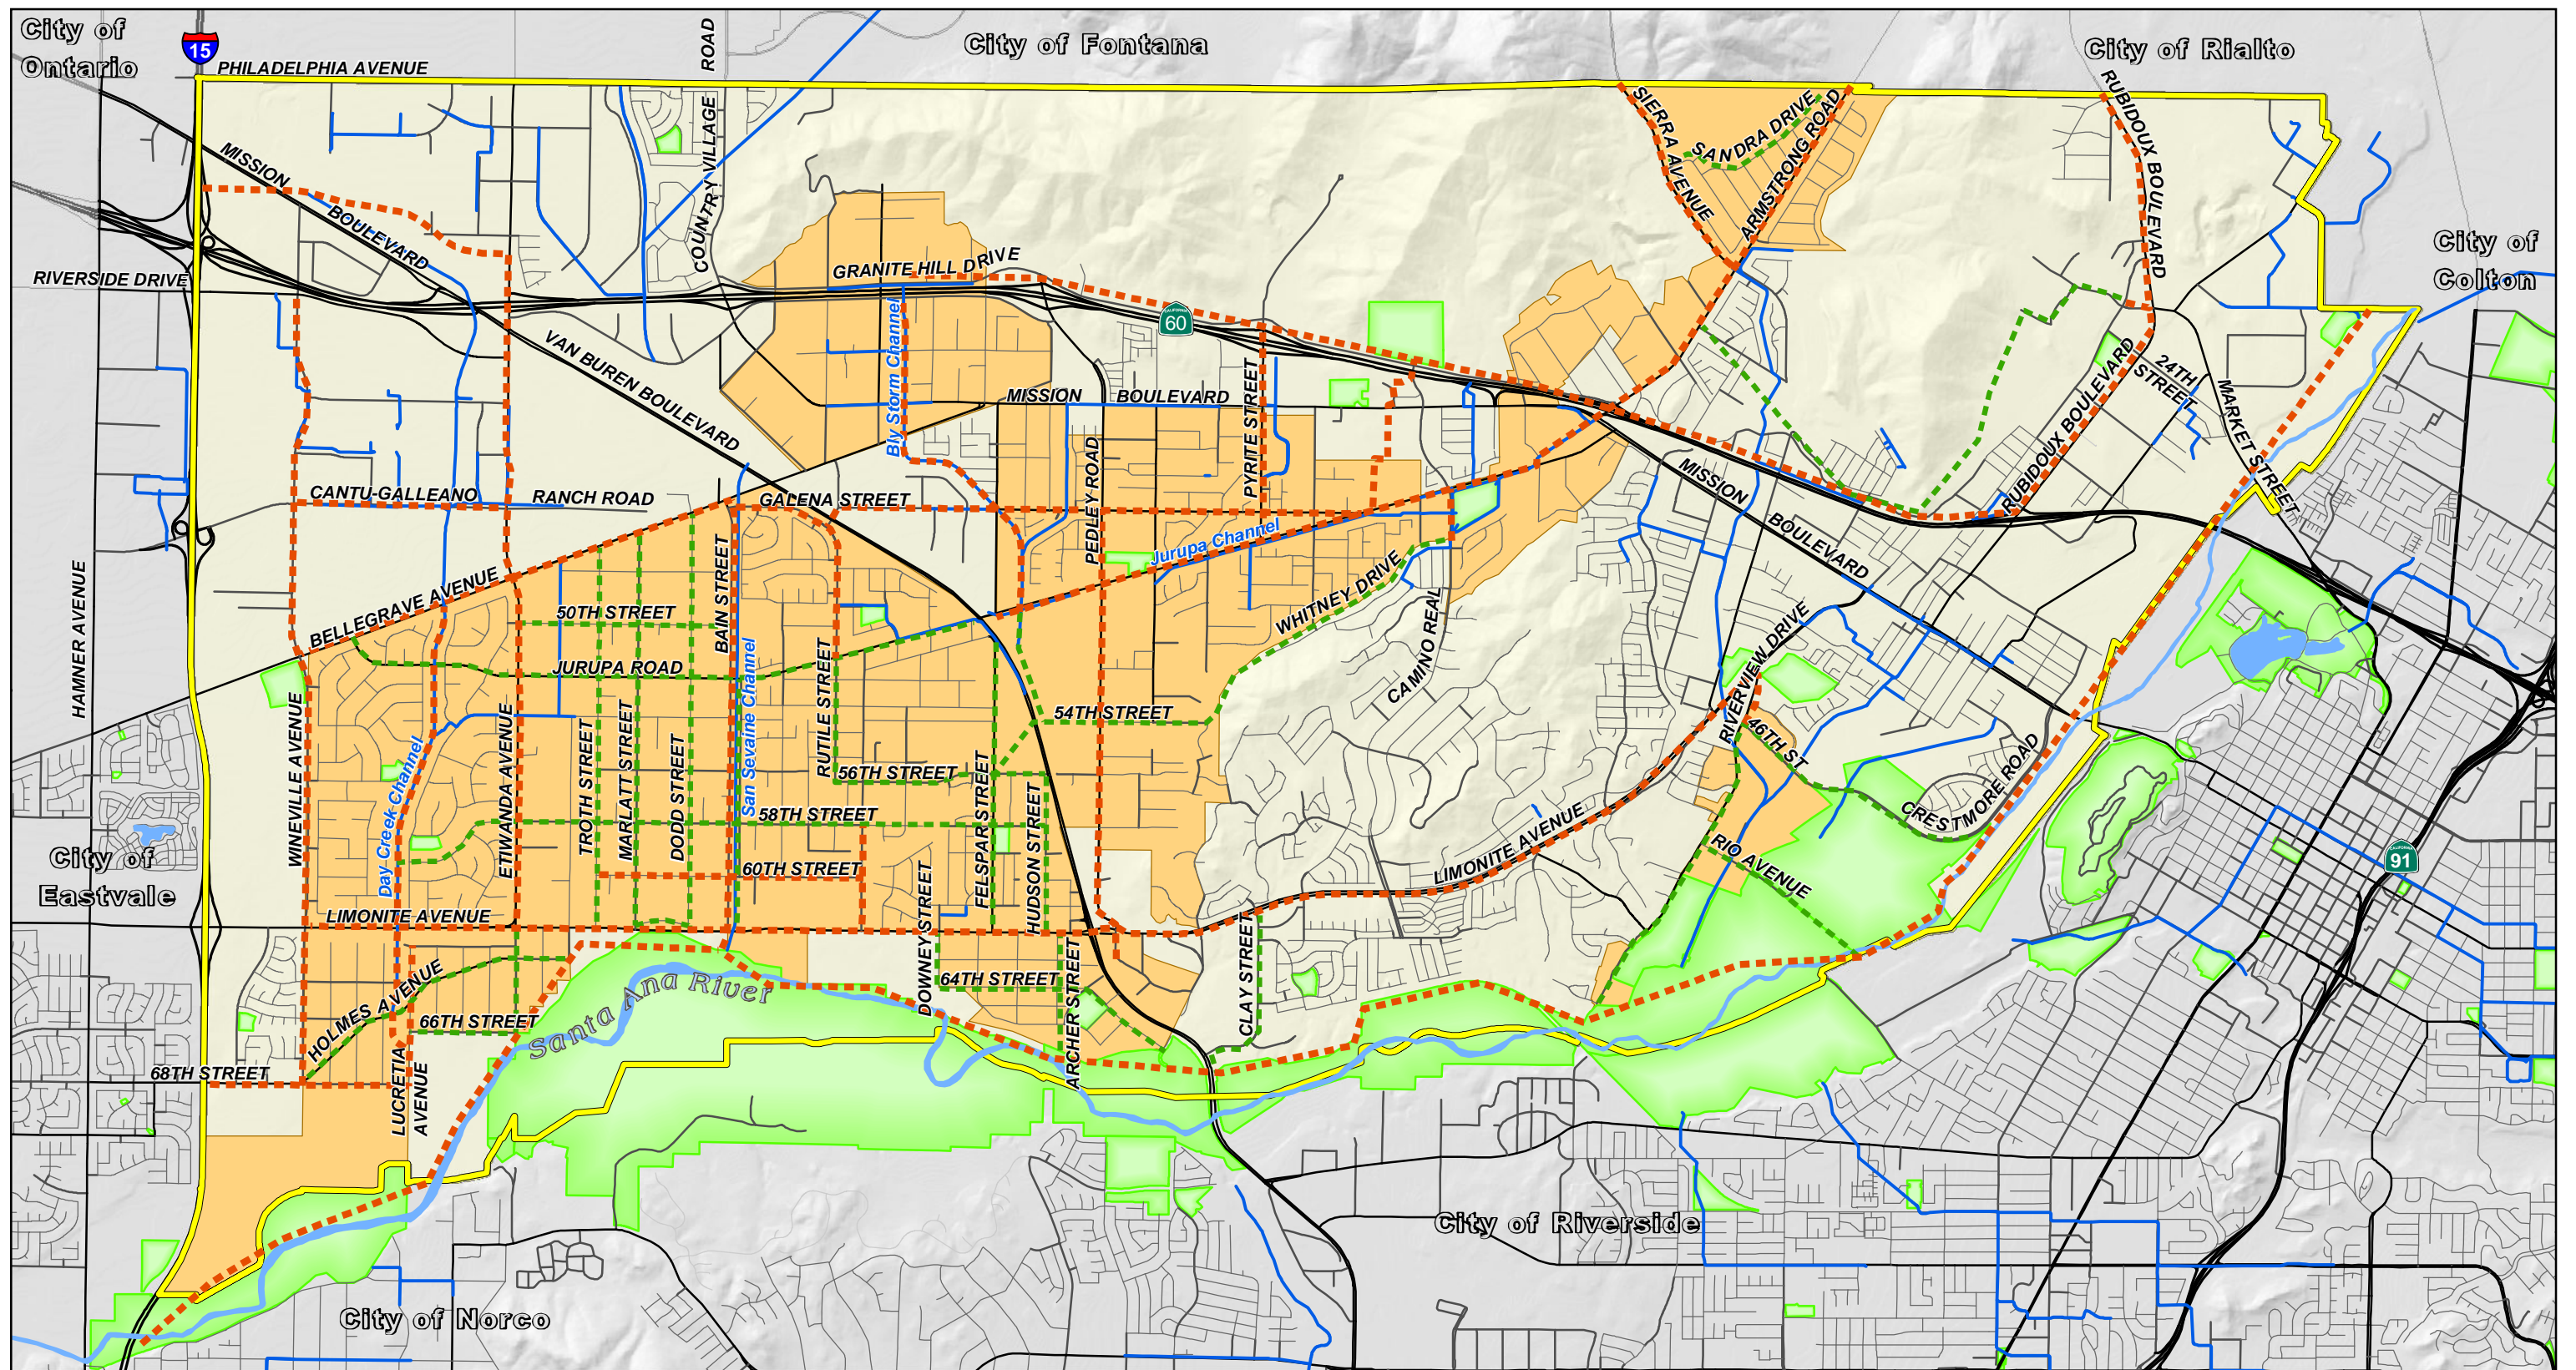 City of
Ontario
15
PHILADELPHIA AVENUE
COUNTRY VILLAGE ROAD
City of Fontana
City of Rialto
City of
Colton
MISSION
BOULEVARD
RIVERSIDE DRIVE
SIERRA AVENUE
SANDRA DRIVE
ARMSTRONG ROAD
RUBIDOUX BOULEVARD
GRANITE HILL DRIVE
60
VAN BUREN BOULEVARD
Bly Storm Channel
MISSION BOULEVARD
PYRITE STREET
PEDLEY ROAD
24TH
STREET
MARKET STREET
RUBIDOUX BOULEVARD
MISSION
BOULEVARD
CANTU-GALLEANO RANCH ROAD
GALENA STREET
Jurupa Channel
HAMNER AVENUE
BELLEGRAVE AVENUE
50TH STREET
BAIN STREET
JURUPA ROAD
San Sevaine Channel
RUTILE STREET
WHITNEY DRIVE
CAMINO REAL
RIVERVIEW DRIVE
54TH STREET
46TH ST
WINEVILLE AVENUE
Day Creek Channel
ETIWANDA AVENUE
TROTH STREET
MARLATT STREET
DODD STREET
56TH STREET
58TH STREET
60TH STREET
FELSPAR STREET
HUDSON STREET
DOWNEY STREET
CRESTMORE ROAD
RIO AVENUE
LIMONITE AVENUE
91
City of
Eastvale
LIMONITE AVENUE
64TH STREET
ARCHER STREET
CLAY STREET
Santa Ana River
HOLMES AVENUE
66TH STREET
68TH STREET
LUCRETIA
AVENUE
City of Riverside
City of Norco